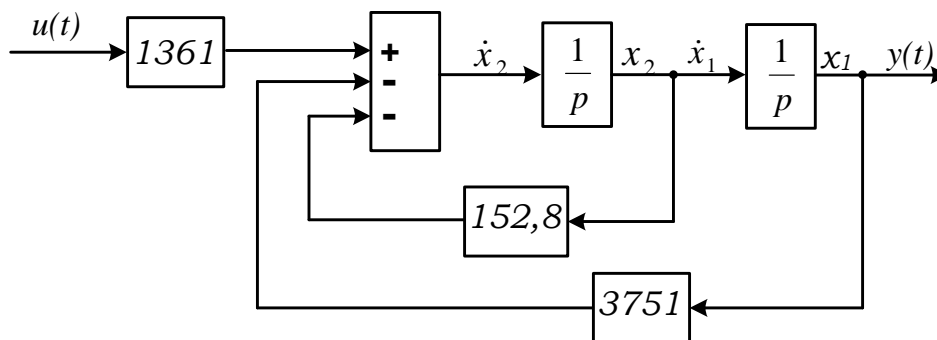 u(t)
1361
+
-
-
ẋ₂
1/p
x₂
ẋ₁
1/p
x1
y(t)
152,8
3751